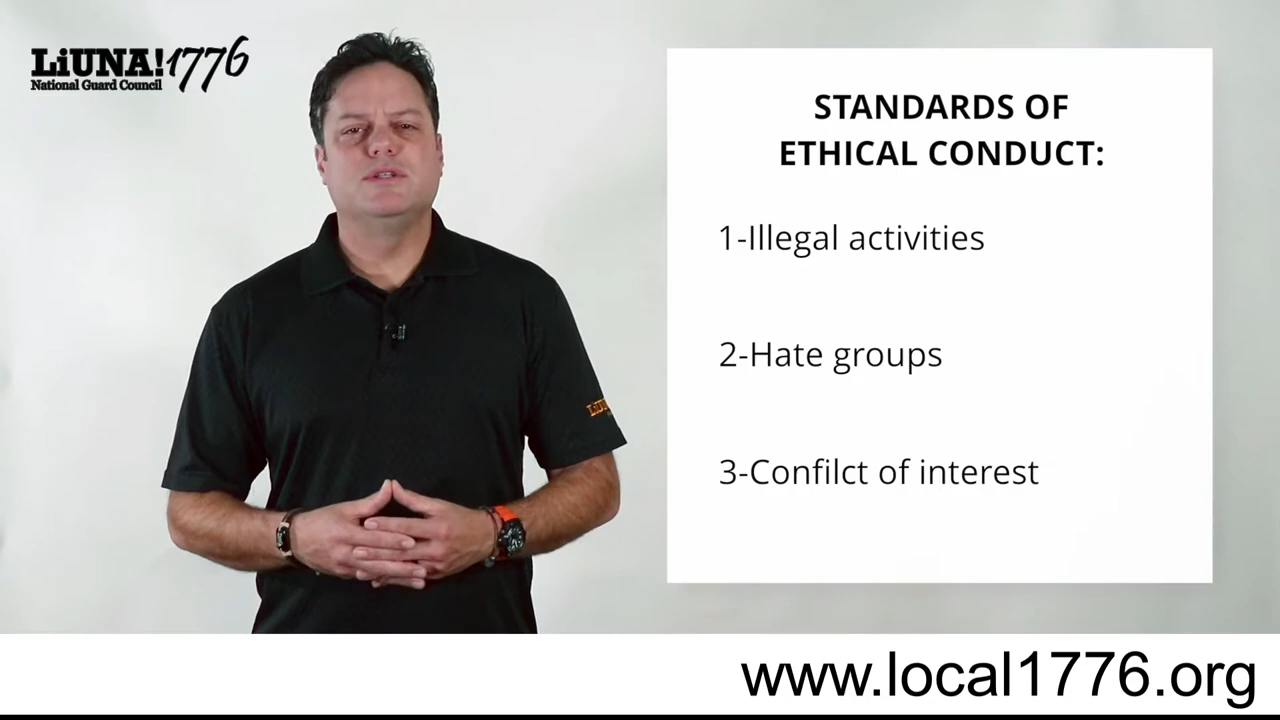 LiUNA!1776
National Guard Council
STANDARDS OF
ETHICAL CONDUCT:
1-Illegal activities
2-Hate groups
3-Confilct of interest
LiUN
www.local1776.org